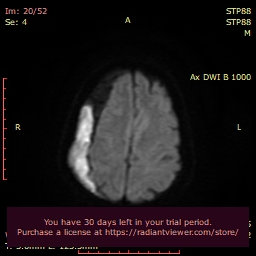 Im: 20/52
Se: 4
A
STP88
STP88
M
Ax DWI B 1000
R
L
You have 30 days left in your trial period.
Purchase a license at https://radiantviewer.com/store/